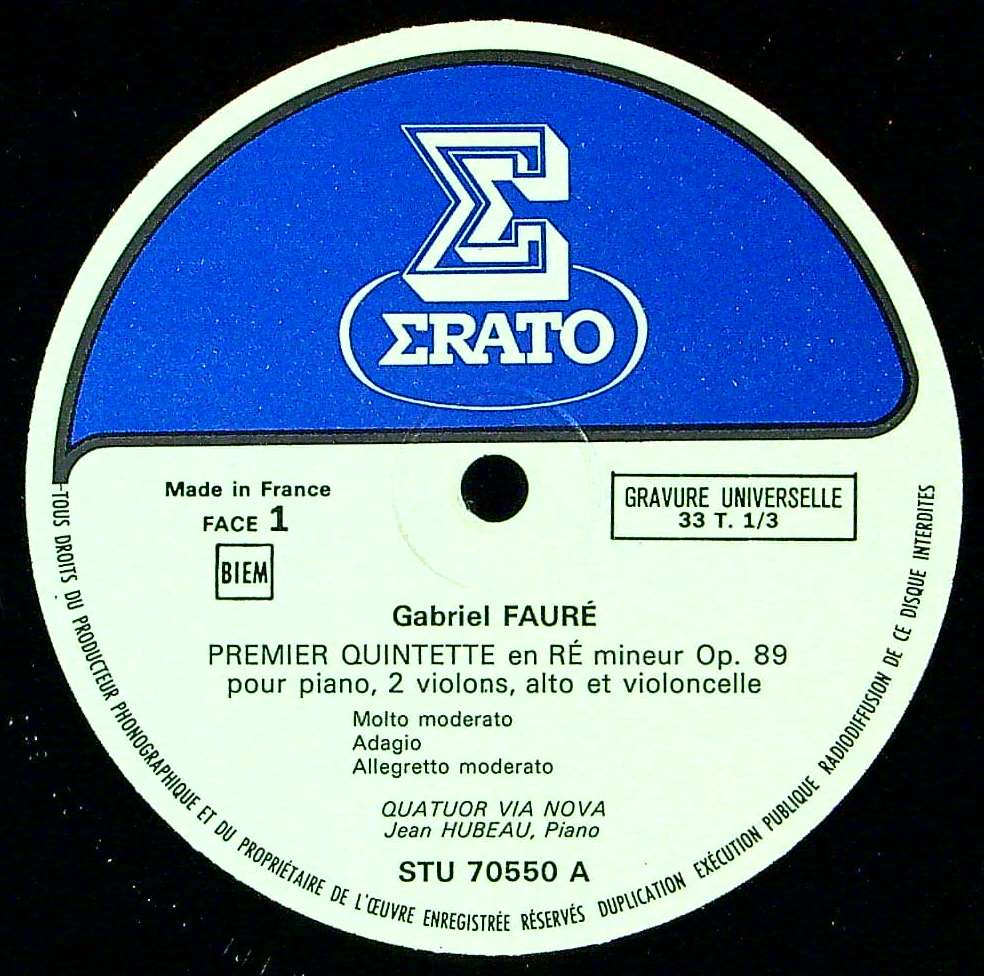 Σ
ΣRATO
Made in France
FACE 1
BIEM
GRAVURE UNIVERSELLE
33 T. 1/3
Gabriel FAURÉ
PREMIER QUINTETTE en RÉ mineur Op. 89
pour piano, 2 violons, alto et violoncelle
Molto moderato
Adagio
Allegretto moderato
QUATUOR VIA NOVA
Jean HUBEAU, Piano
STU 70550 A
-TOUS DROITS DU PRODUCTEUR PHONOGRAPHIQUE ET DU PROPRIÉTAIRE DE L'ŒUVRE ENREGISTRÉE RÉSERVÉS DUPLICATION EXÉCUTION PUBLIQUE RADIODIFFUSION DE CE DISQUE INTERDITES